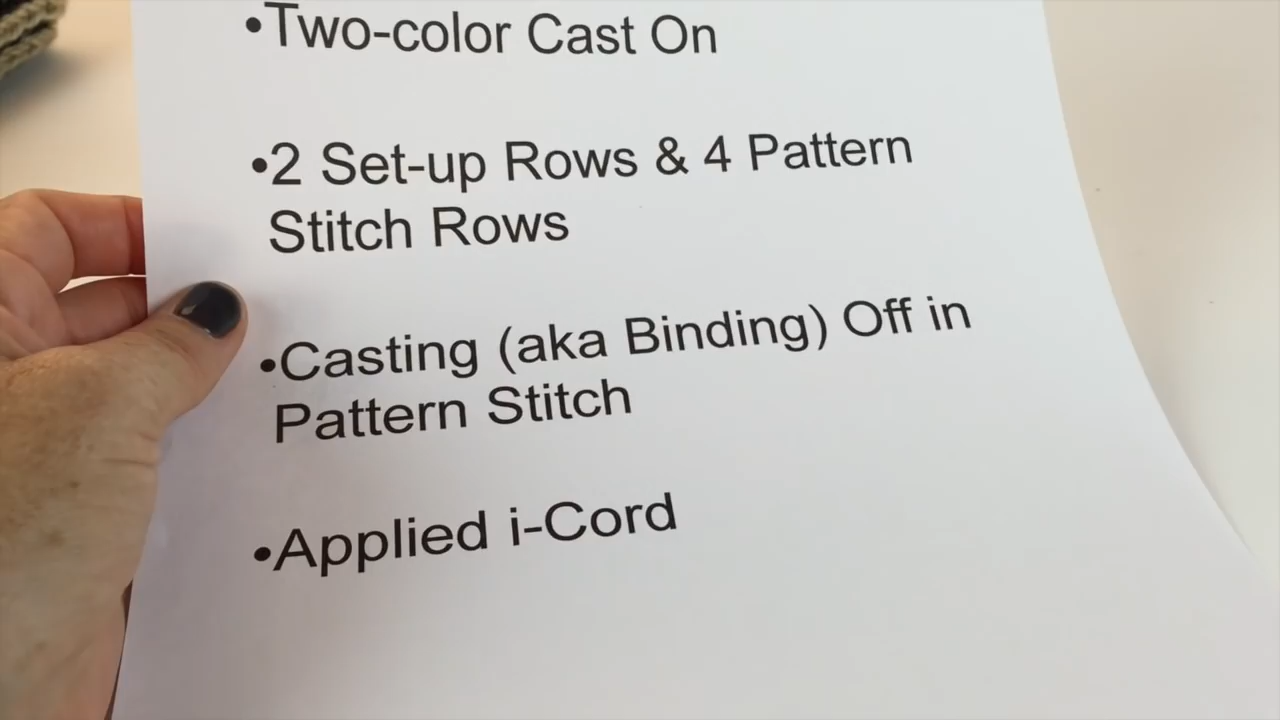 •Two-color Cast On
•2 Set-up Rows & 4 Pattern
Stitch Rows
•Casting (aka Binding) Off in
Pattern Stitch
•Applied i-Cord